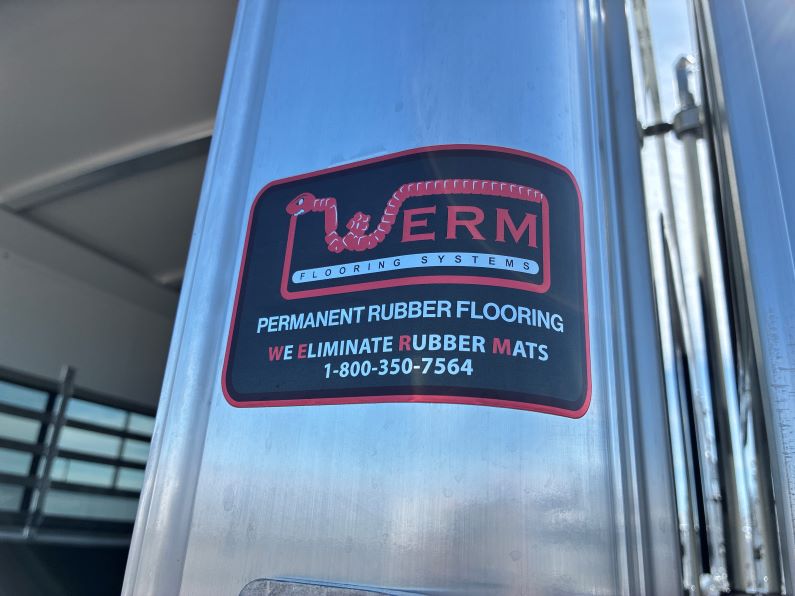 WERM
FLOORING SYSTEMS
PERMANENT RUBBER FLOORING
WE ELIMINATE RUBBER MATS
1-800-350-7564